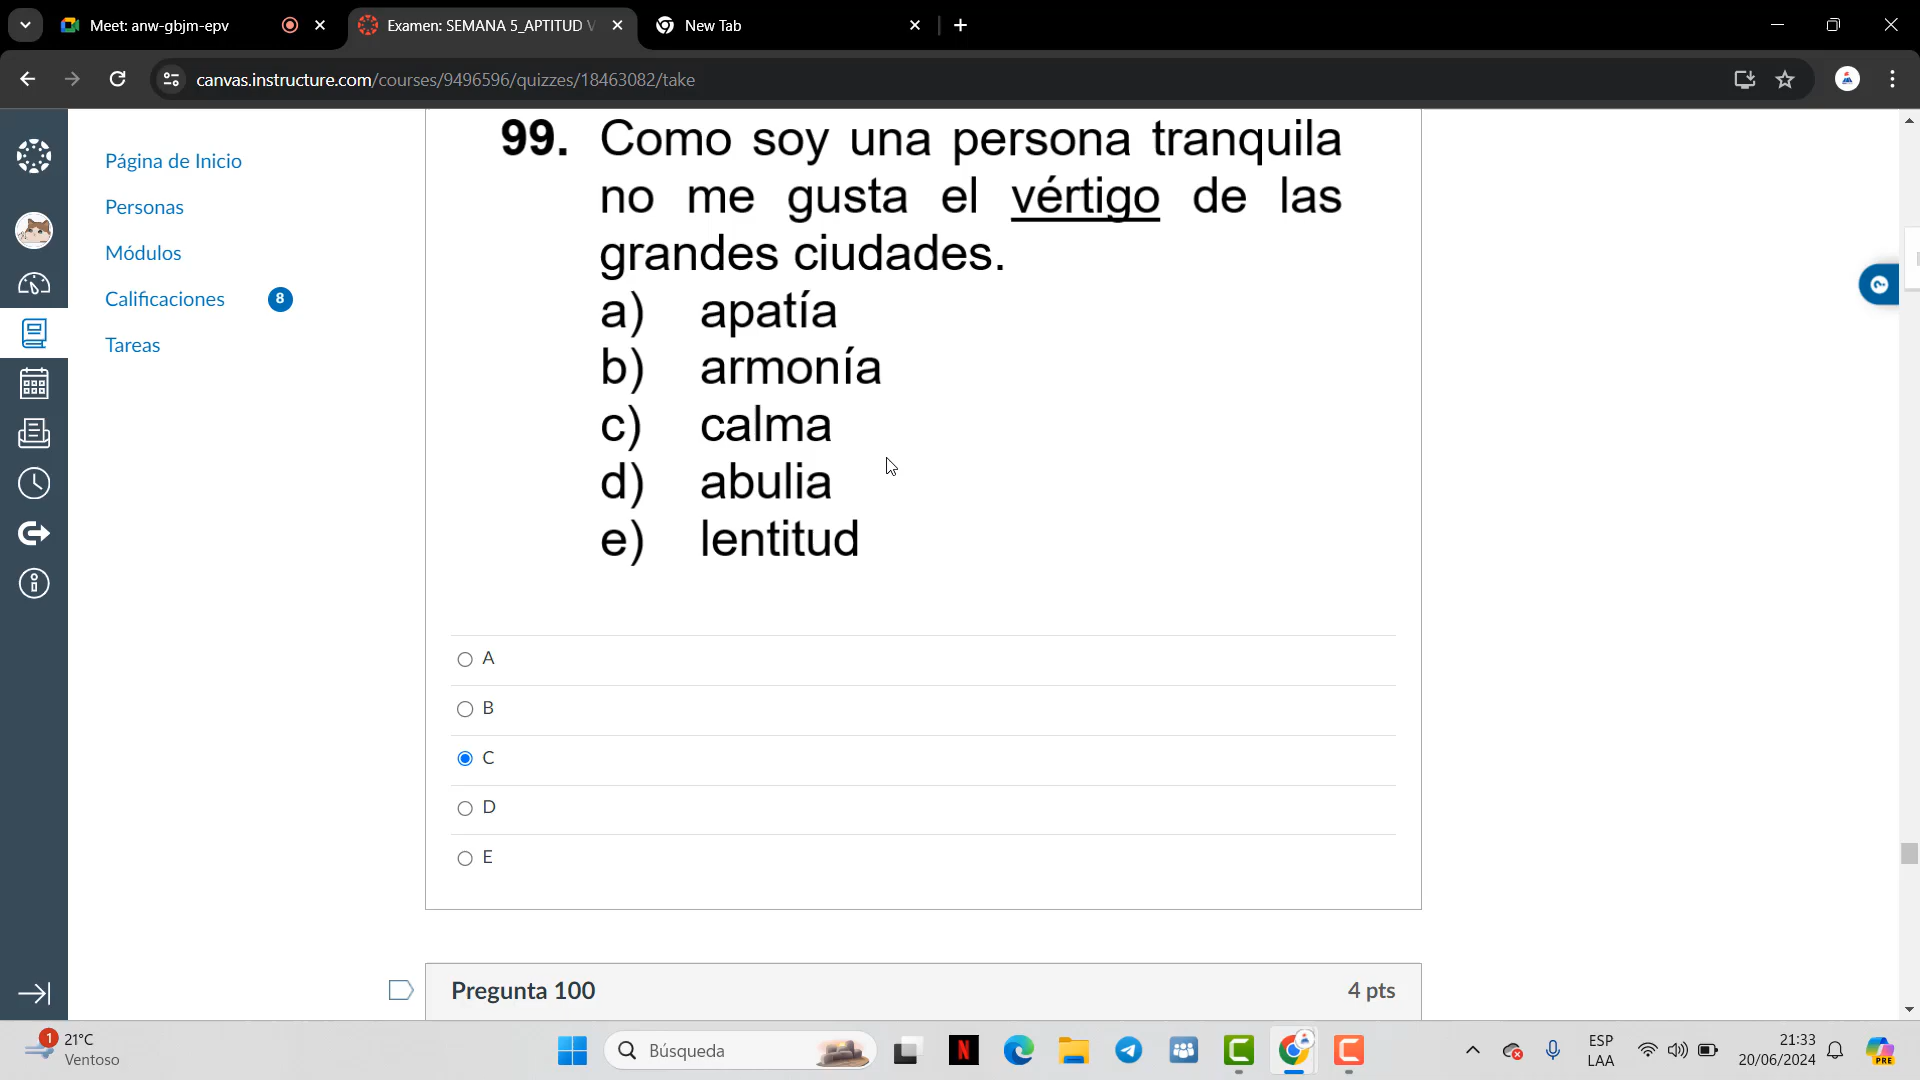 Meet: anw-gbjm-epv
Examen: SEMANA 5_APTITUD V
New Tab
canvas.instructure.com/courses/9496596/quizzes/18463082/take
Página de Inicio
Personas
Módulos
Calificaciones 8
Tareas
99. Como soy una persona tranquila
no me gusta el vértigo de las
grandes ciudades.
a) apatía
b) armonía
c) calma
d) abulia
e) lentitud
A
B
C
D
E
Pregunta 100
4 pts
1
21°C
Ventoso
Búsqueda
N
ESP
LAA
21:33
20/06/2024
PRE